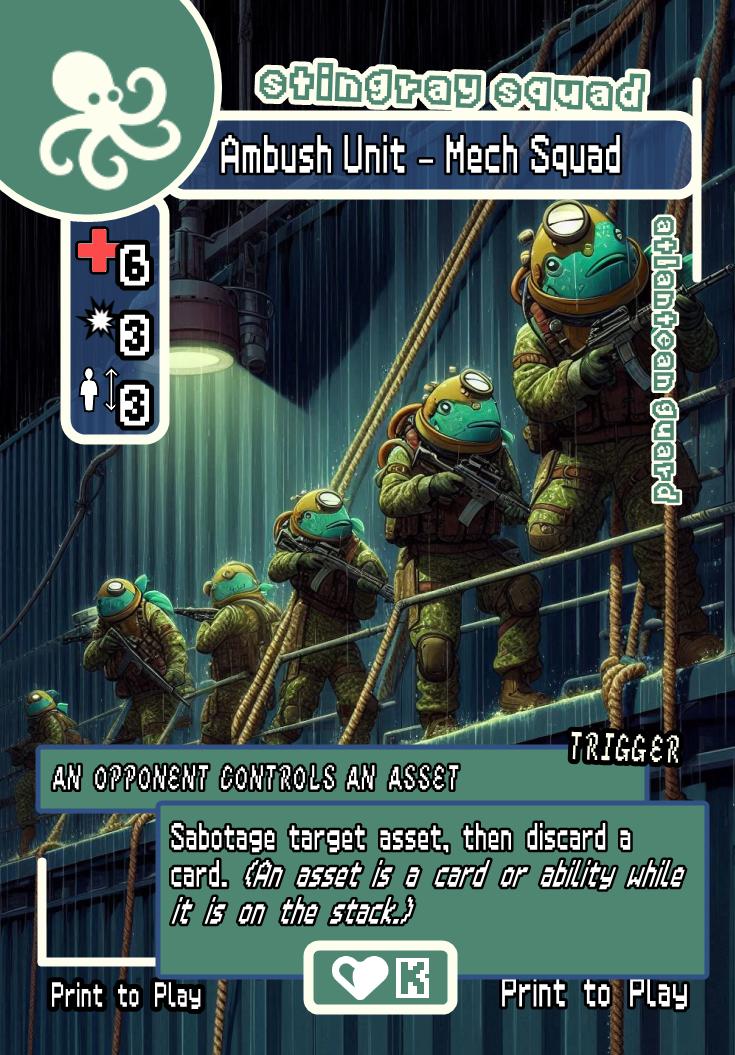 stingray squad
Ambush Unit – Mech Squad
6
3
3
atlantean guard
TRIGGER
AN OPPONENT CONTROLS AN ASSET
Sabotage target asset, then discard a
card. (An asset is a card or ability while
it is on the stack.)
K
Print to Play
Print to Play